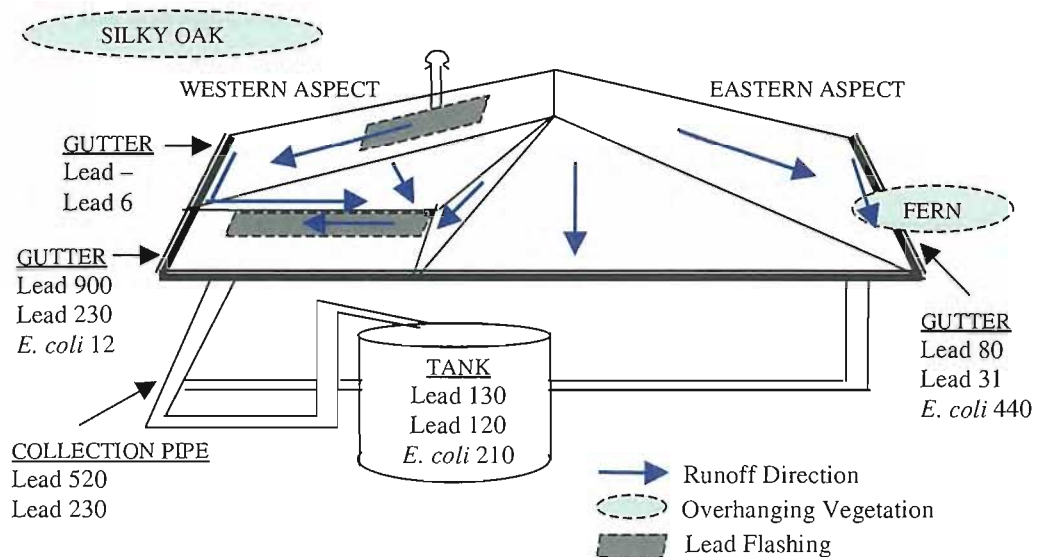 SILKY OAK
WESTERN ASPECT
EASTERN ASPECT
GUTTER
Lead –
Lead 6
FERN
GUTTER
Lead 900
Lead 230
E. coli 12
GUTTER
Lead 80
Lead 31
E. coli 440
TANK
Lead 130
Lead 120
E. coli 210
COLLECTION PIPE
Lead 520
Lead 230
Runoff Direction
Overhanging Vegetation
Lead Flashing